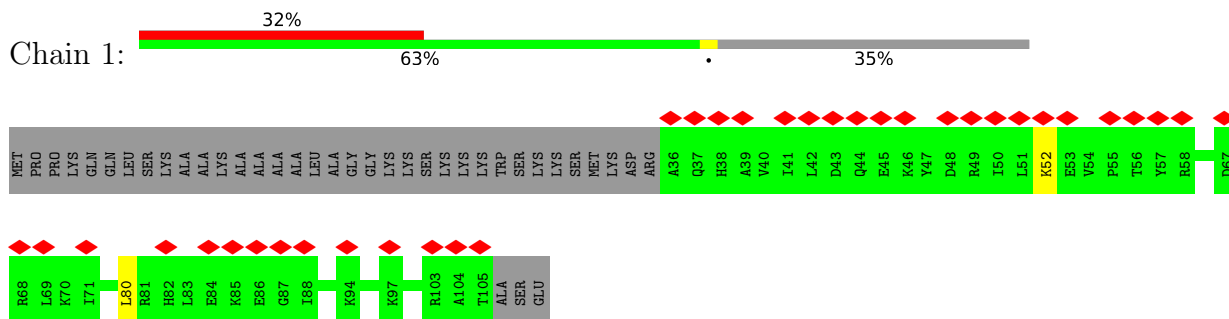 32%
Chain 1:
63%
•
35%
MET PRO PRO LYS GLN GLN LEU SER LYS ALA ALA LYS ALA ALA ALA ALA LEU ALA GLY GLY LYS LYS SER LYS LYS LYS TRP SER LYS LYS SER MET LYS ASP ARG A36 Q37 H38 A39 V40 I41 L42 D43 Q44 E45 K46 Y47 D48 R49 I50 L51 K52 E53 V54 P55 T56 Y57 R58 D67
R68 L69 K70 I71 L80 R81 H82 L83 E84 K85 E86 G87 I88 K94 K97 R103 A104 T105 ALA SER GLU